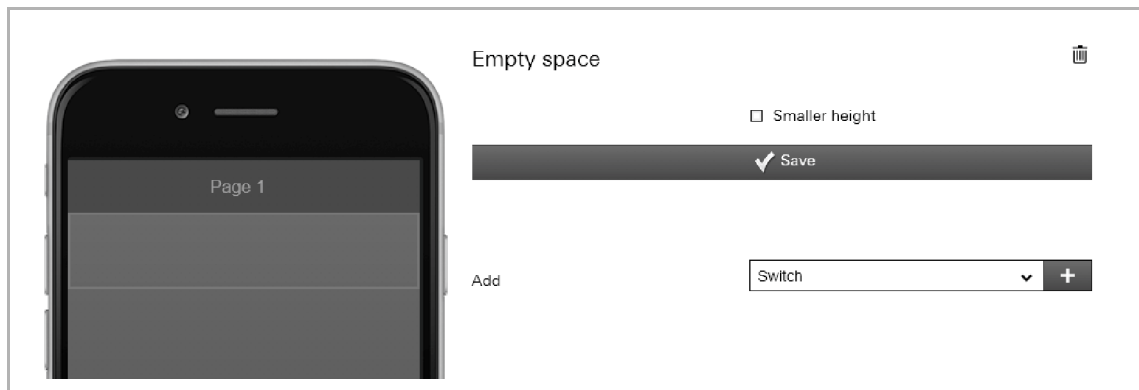 Page 1
Empty space
Smaller height
Save
Add
Switch